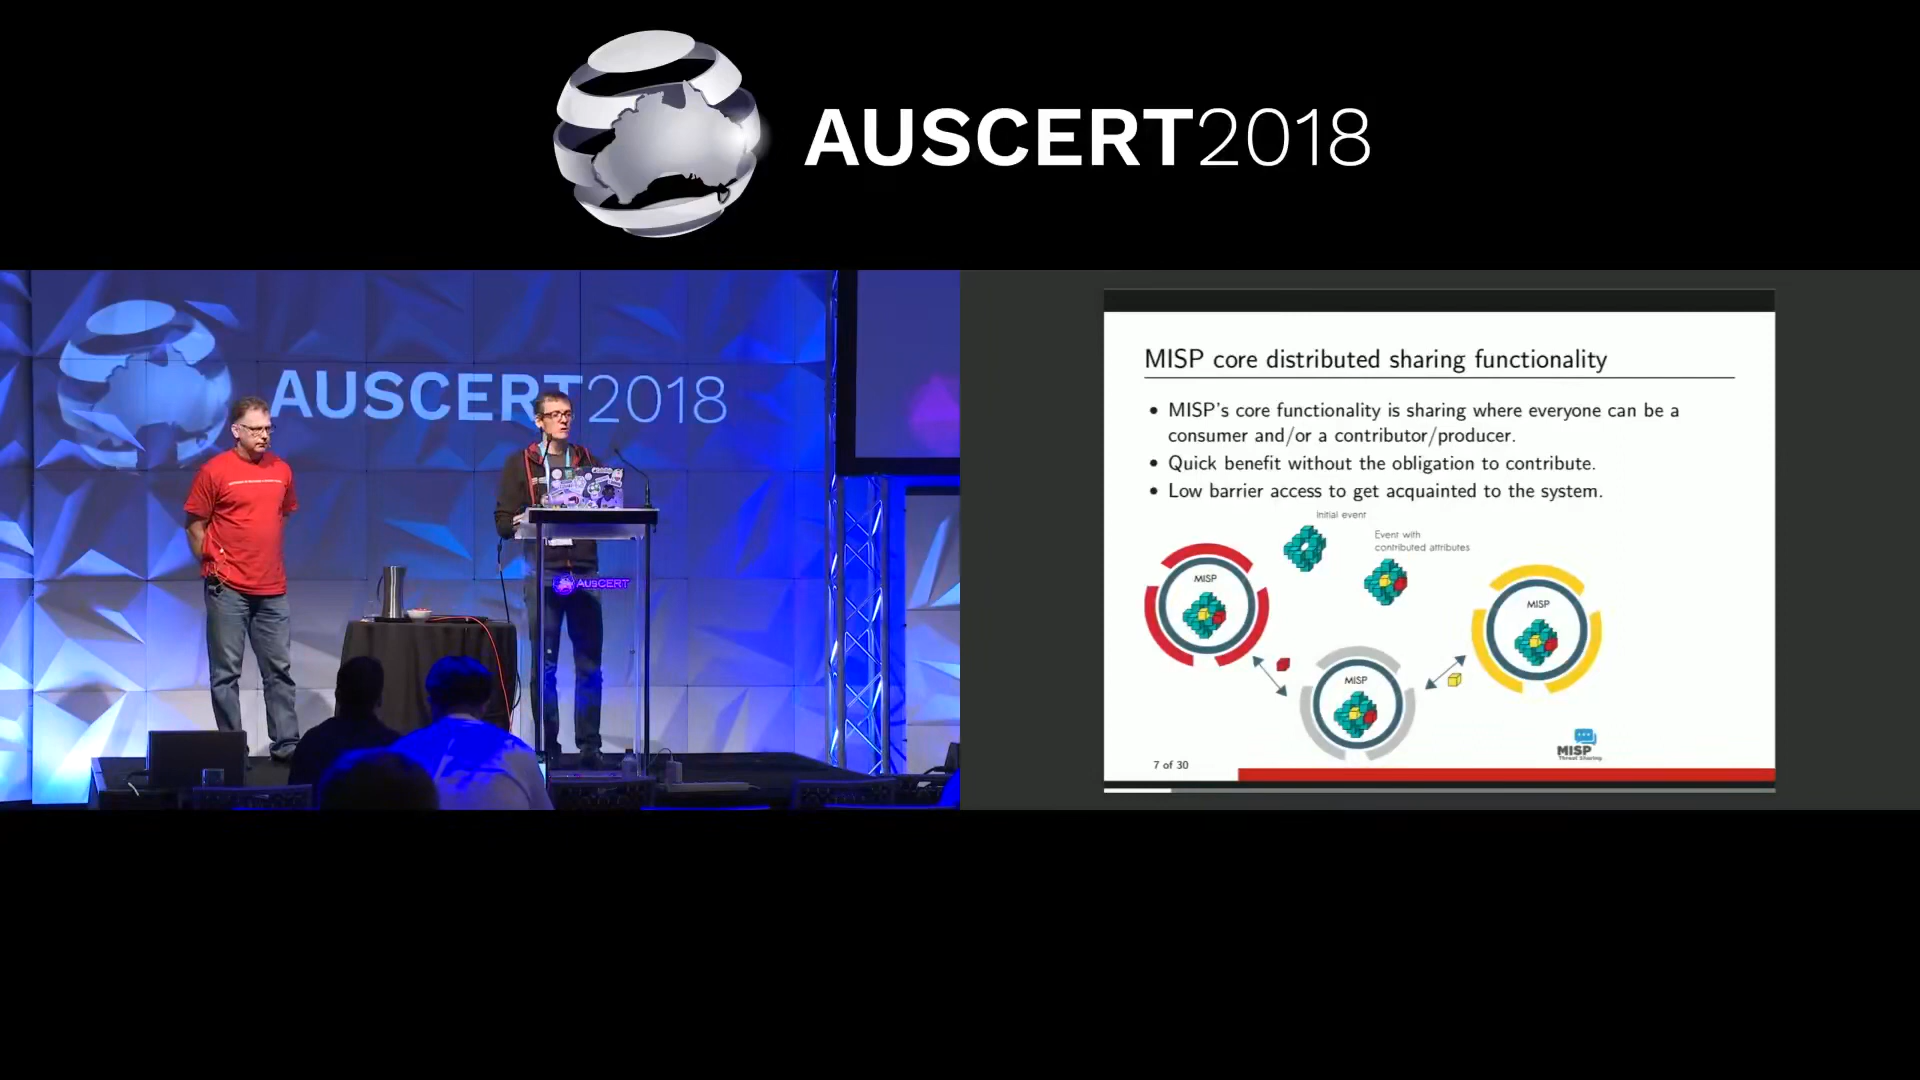 AUSCERT2018
AUSCERT2018
AUSCERT
MISP core distributed sharing functionality
• MISP's core functionality is sharing where everyone can be a
consumer and/or a contributor/producer.
• Quick benefit without the obligation to contribute.
• Low barrier access to get acquainted to the system.
Initial event
Event with
contributed attributes
MISP
MISP
MISP
MISP
Threat Sharing
7 of 30